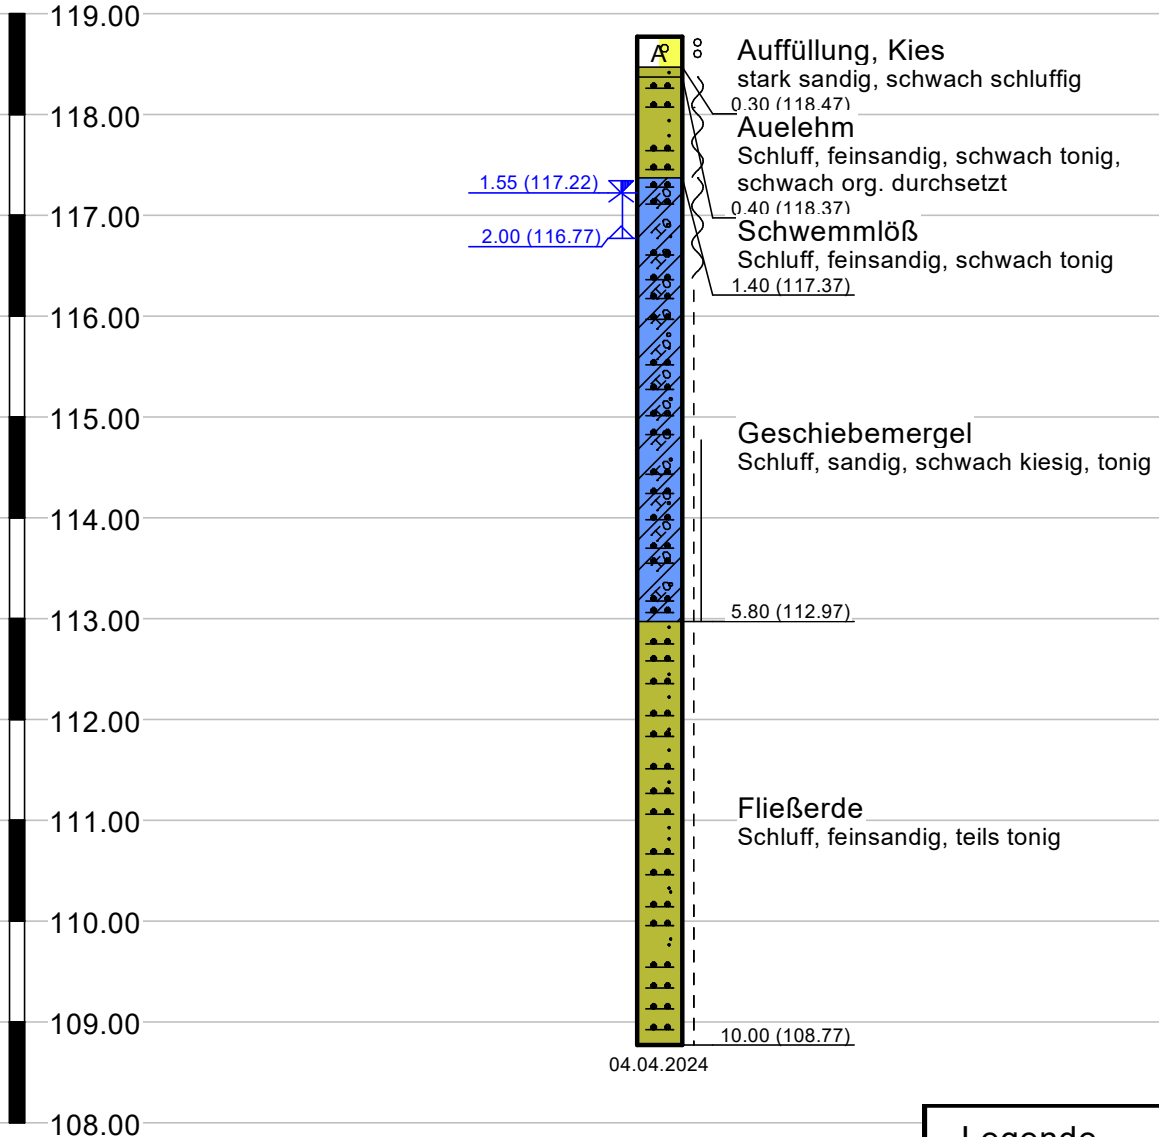 119.00
118.00
117.00
116.00
115.00
114.00
113.00
112.00
111.00
110.00
109.00
108.00
1.55 (117.22)
2.00 (116.77)
A
Auffüllung, Kies
stark sandig, schwach schluffig
0.30 (118.47)
Auelehm
Schluff, feinsandig, schwach tonig,
schwach org. durchsetzt
0.40 (118.37)
Schwemmlöß
Schluff, feinsandig, schwach tonig
1.40 (117.37)
Geschiebemergel
Schluff, sandig, schwach kiesig, tonig
5.80 (112.97)
Fließerde
Schluff, feinsandig, teils tonig
10.00 (108.77)
04.04.2024
Legende